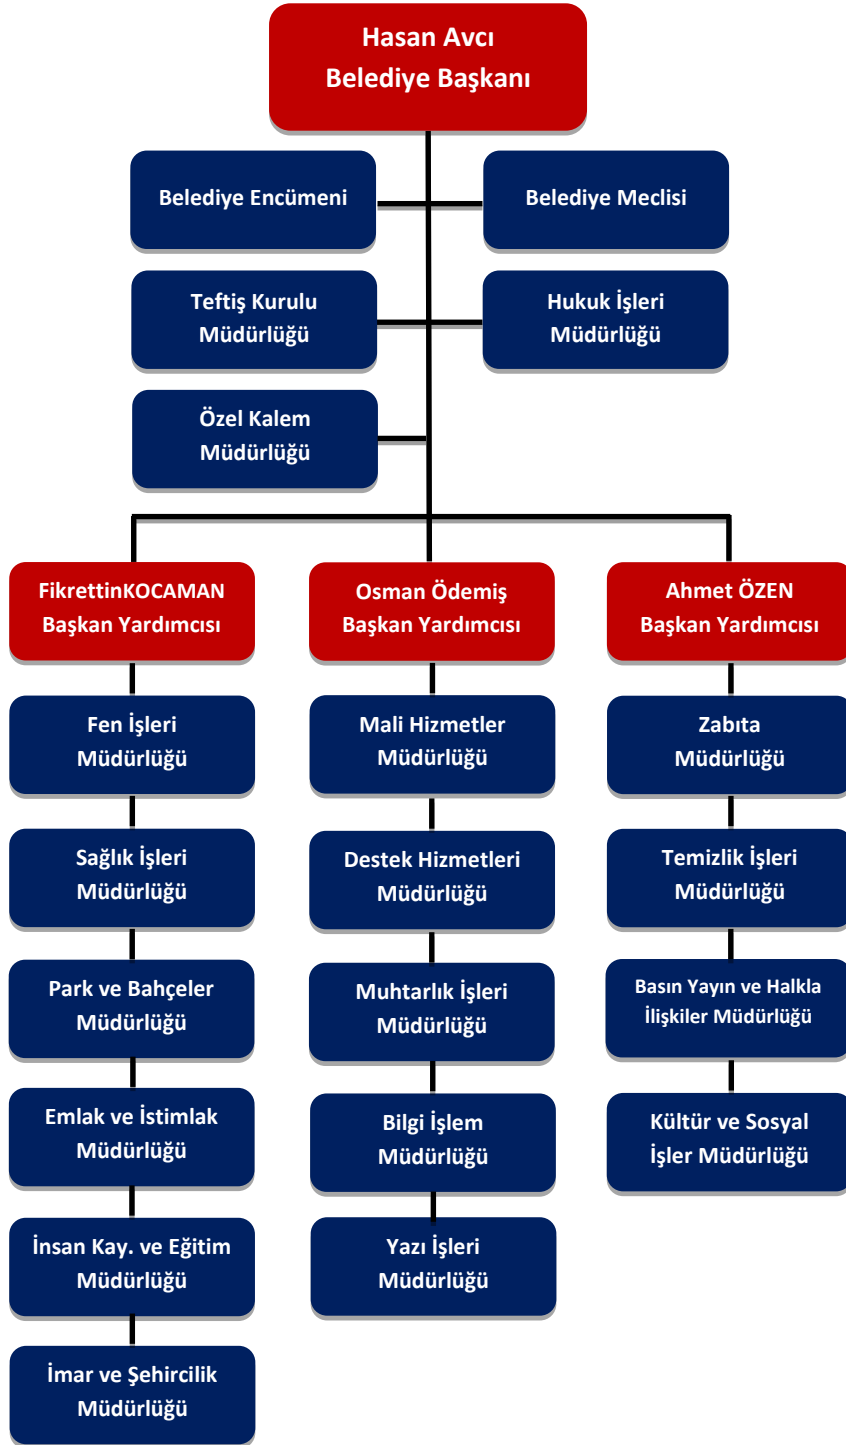 Hasan Avcı
Belediye Başkanı
Belediye Encümeni
Belediye Meclisi
Teftiş Kurulu
Müdürlüğü
Hukuk İşleri
Müdürlüğü
Özel Kalem
Müdürlüğü
FikrettinKOCAMAN
Başkan Yardımcısı
Osman Ödemiş
Başkan Yardımcısı
Ahmet ÖZEN
Başkan Yardımcısı
Fen İşleri
Müdürlüğü
Mali Hizmetler
Müdürlüğü
Zabıta
Müdürlüğü
Sağlık İşleri
Müdürlüğü
Destek Hizmetleri
Müdürlüğü
Temizlik İşleri
Müdürlüğü
Park ve Bahçeler
Müdürlüğü
Muhtarlık İşleri
Müdürlüğü
Basın Yayın ve Halkla
İlişkiler Müdürlüğü
Emlak ve İstimlak
Müdürlüğü
Bilgi İşlem
Müdürlüğü
Kültür ve Sosyal
İşler Müdürlüğü
İnsan Kay. ve Eğitim
Müdürlüğü
Yazı İşleri
Müdürlüğü
İmar ve Şehircilik
Müdürlüğü